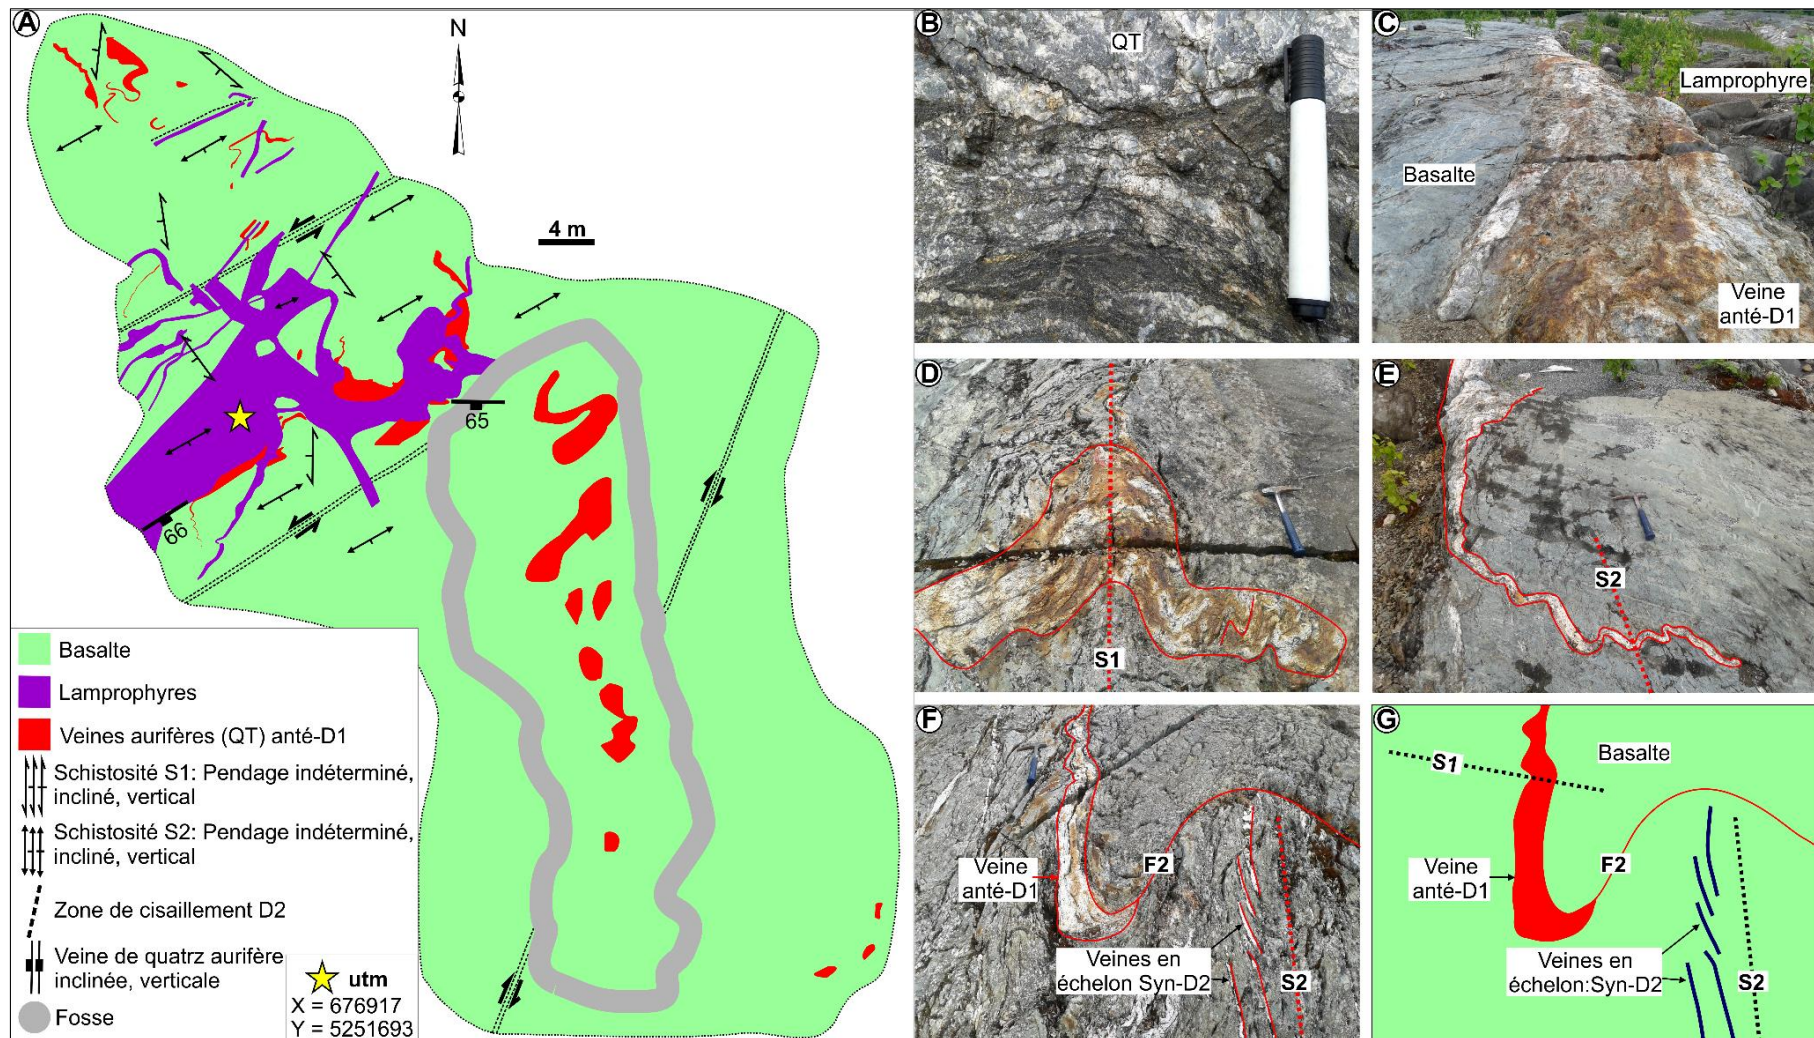 A
N
4 m
65
66
Basalte
Lamprophyres
Veines aurifères (QT) anté-D1
Schistosité S1: Pendage indéterminé,
incliné, vertical
Schistosité S2: Pendage indéterminé,
incliné, vertical
Zone de cisaillement D2
Veine de quatrz aurifère
inclinée, verticale
Fosse
utm
X = 676917
Y = 5251693
B
QT
C
Lamprophyre
Basalte
Veine
anté-D1
D
S1
E
S2
F
Veine
anté-D1
F2
Veines en
échelon Syn-D2
S2
G
Basalte
S1
Veine
anté-D1
F2
Veines en
échelon:Syn-D2
S2